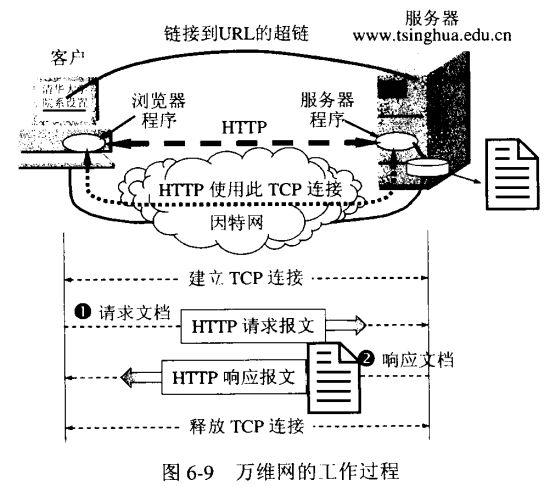 链接到URL的超链
服务器
www.tsinghua.edu.cn
客户
清华大学
院系设置
浏览器
程序
服务器
程序
HTTP
HTTP 使用此 TCP 连接
因特网
建立 TCP 连接
❶ 请求文档
HTTP 请求报文
HTTP 响应报文
❷ 响应文档
释放 TCP 连接
图 6-9 万维网的工作过程